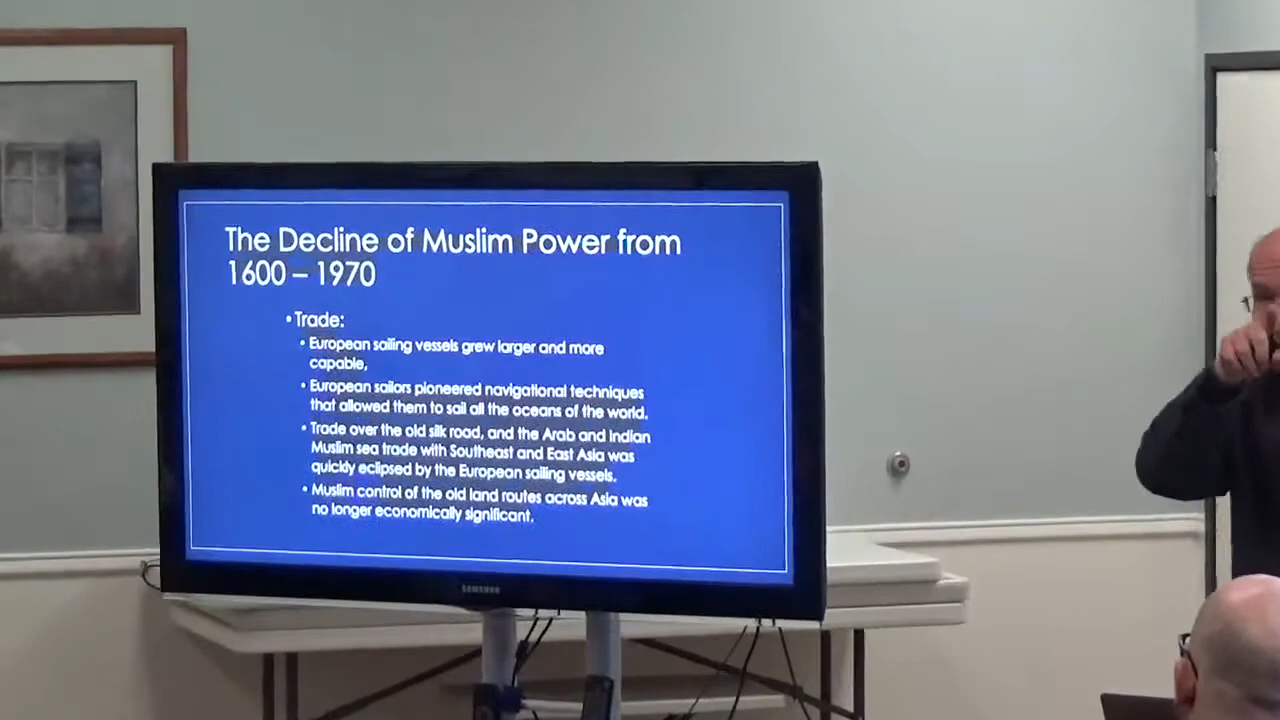 The Decline of Muslim Power from
1600 – 1970
• Trade:
• European sailing vessels grew larger and more
capable,
• European sailors pioneered navigational techniques
that allowed them to sail all the oceans of the world.
• Trade over the old silk road, and the Arab and Indian
Muslim sea trade with Southeast and East Asia was
quickly eclipsed by the European sailing vessels.
• Muslim control of the old land routes across Asia was
no longer economically significant.
SAMSUNG